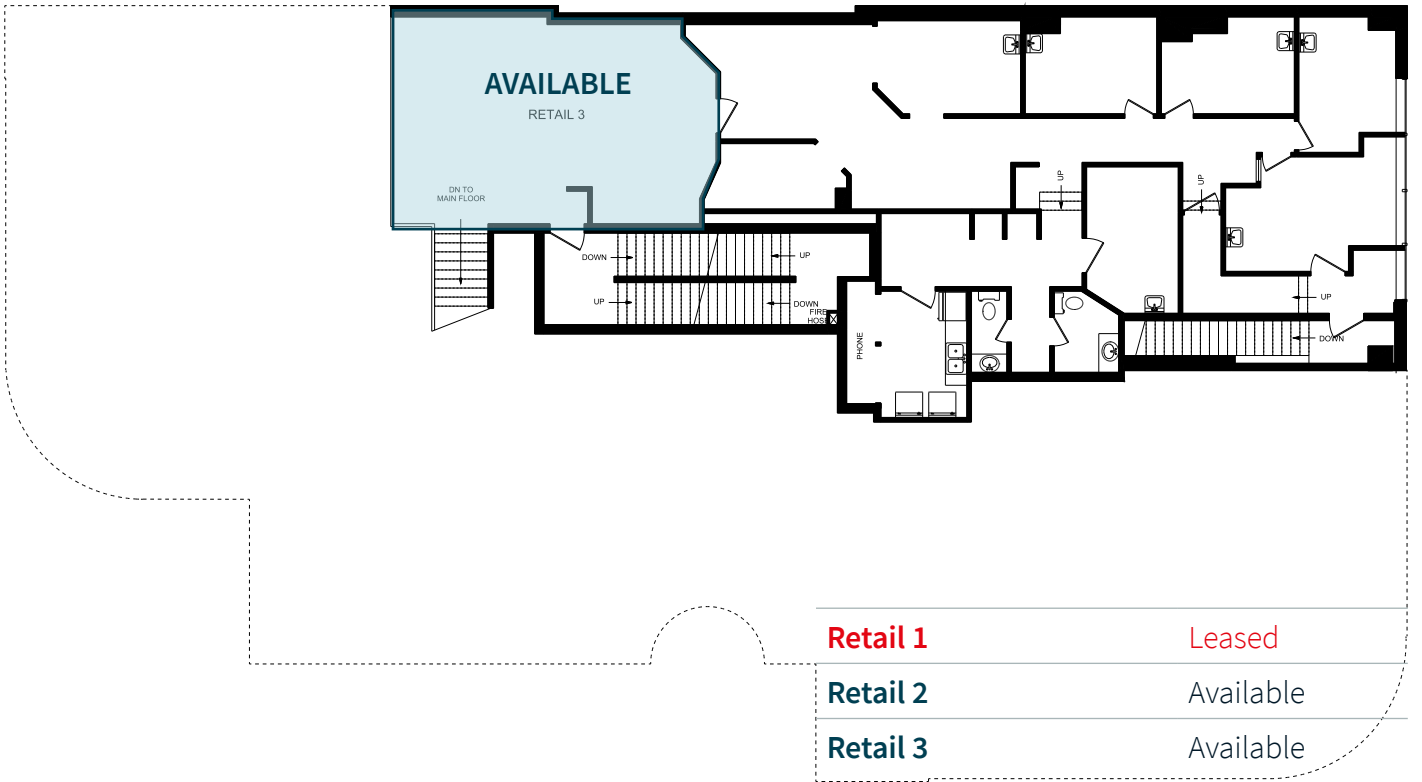 AVAILABLE
RETAIL 3
DN TO
MAIN FLOOR
UP
UP
DOWN
UP
UP
DOWN
FIRE
HOSE
UP
DOWN
PHONE
Retail 1 Leased
Retail 2 Available
Retail 3 Available